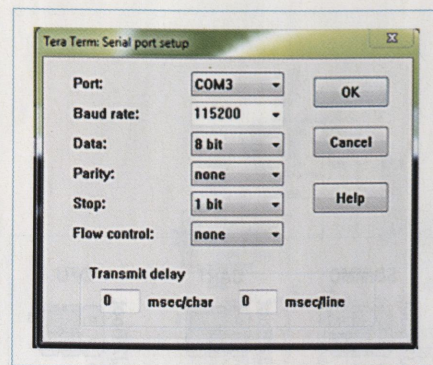 Tera Term: Serial port setup
Port: COM3 OK
Baud rate: 115200
Data: 8 bit Cancel
Parity: none
Stop: 1 bit Help
Flow control: none
Transmit delay
0 msec/char 0 msec/line